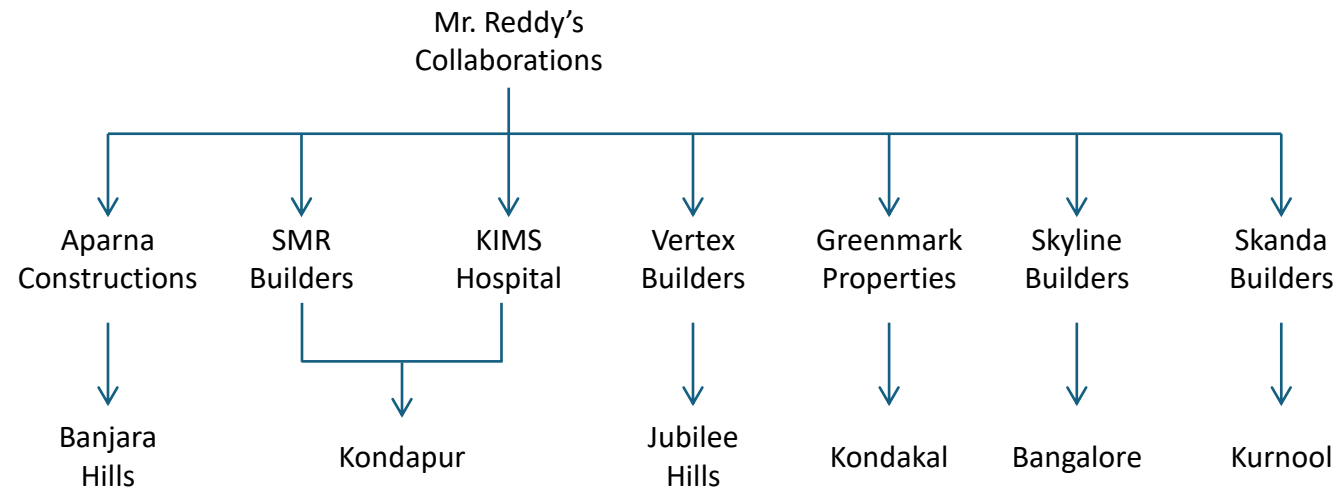 Mr. Reddy’s
Collaborations
Aparna
Constructions
SMR
Builders
KIMS
Hospital
Vertex
Builders
Greenmark
Properties
Skyline
Builders
Skanda
Builders
Banjara
Hills
Kondapur
Jubilee
Hills
Kondakal
Bangalore
Kurnool